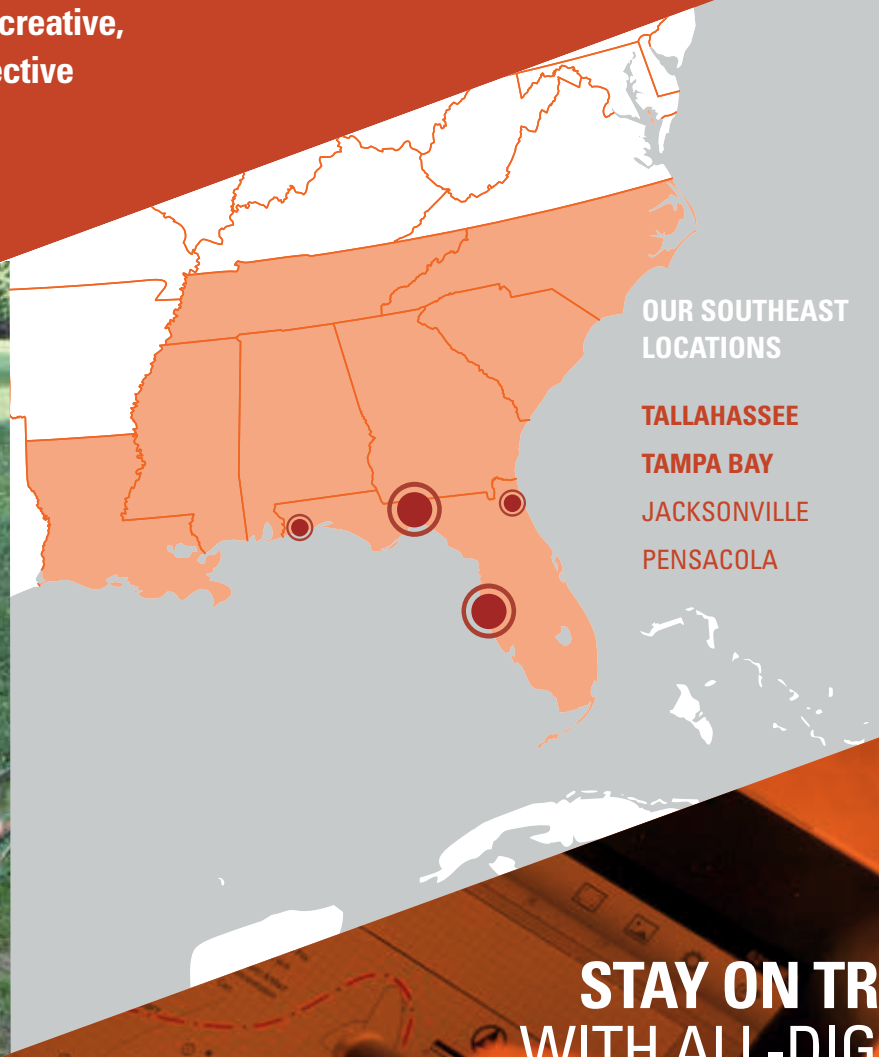 creative,
ective
OUR SOUTHEAST
LOCATIONS
TALLAHASSEE
TAMPA BAY
JACKSONVILLE
PENSACOLA
STAY ON TR
WITH ALL-DIG